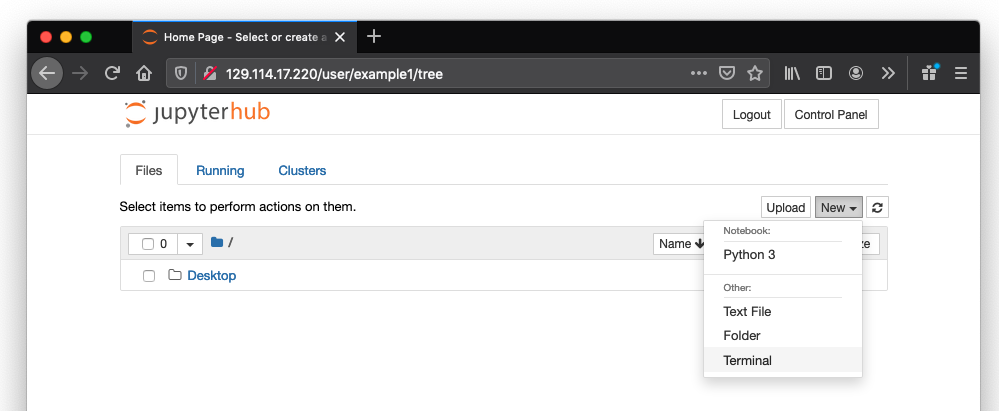 Home Page - Select or create a
129.114.17.220/user/example1/tree
jupyterhub
Logout
Control Panel
Files
Running
Clusters
Select items to perform actions on them.
Upload
New
0
/
Name
ze
Desktop
Notebook:
Python 3
Other:
Text File
Folder
Terminal